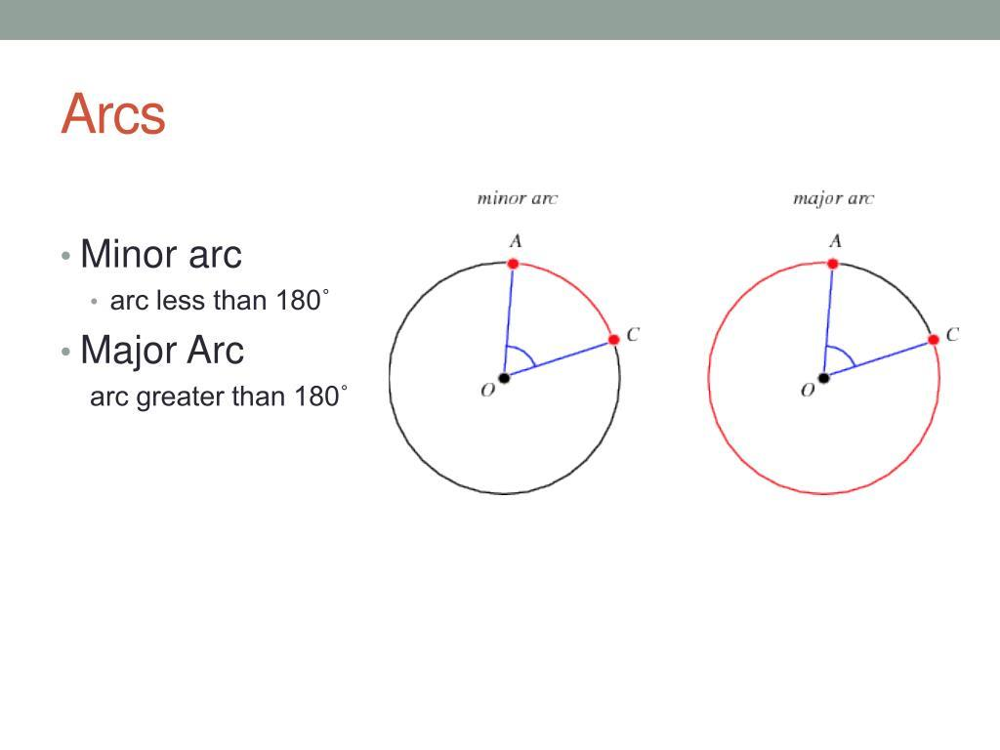 Arcs
• Minor arc
• arc less than 180˚
• Major Arc
arc greater than 180˚
minor arc
A
C
O
major arc
A
C
O